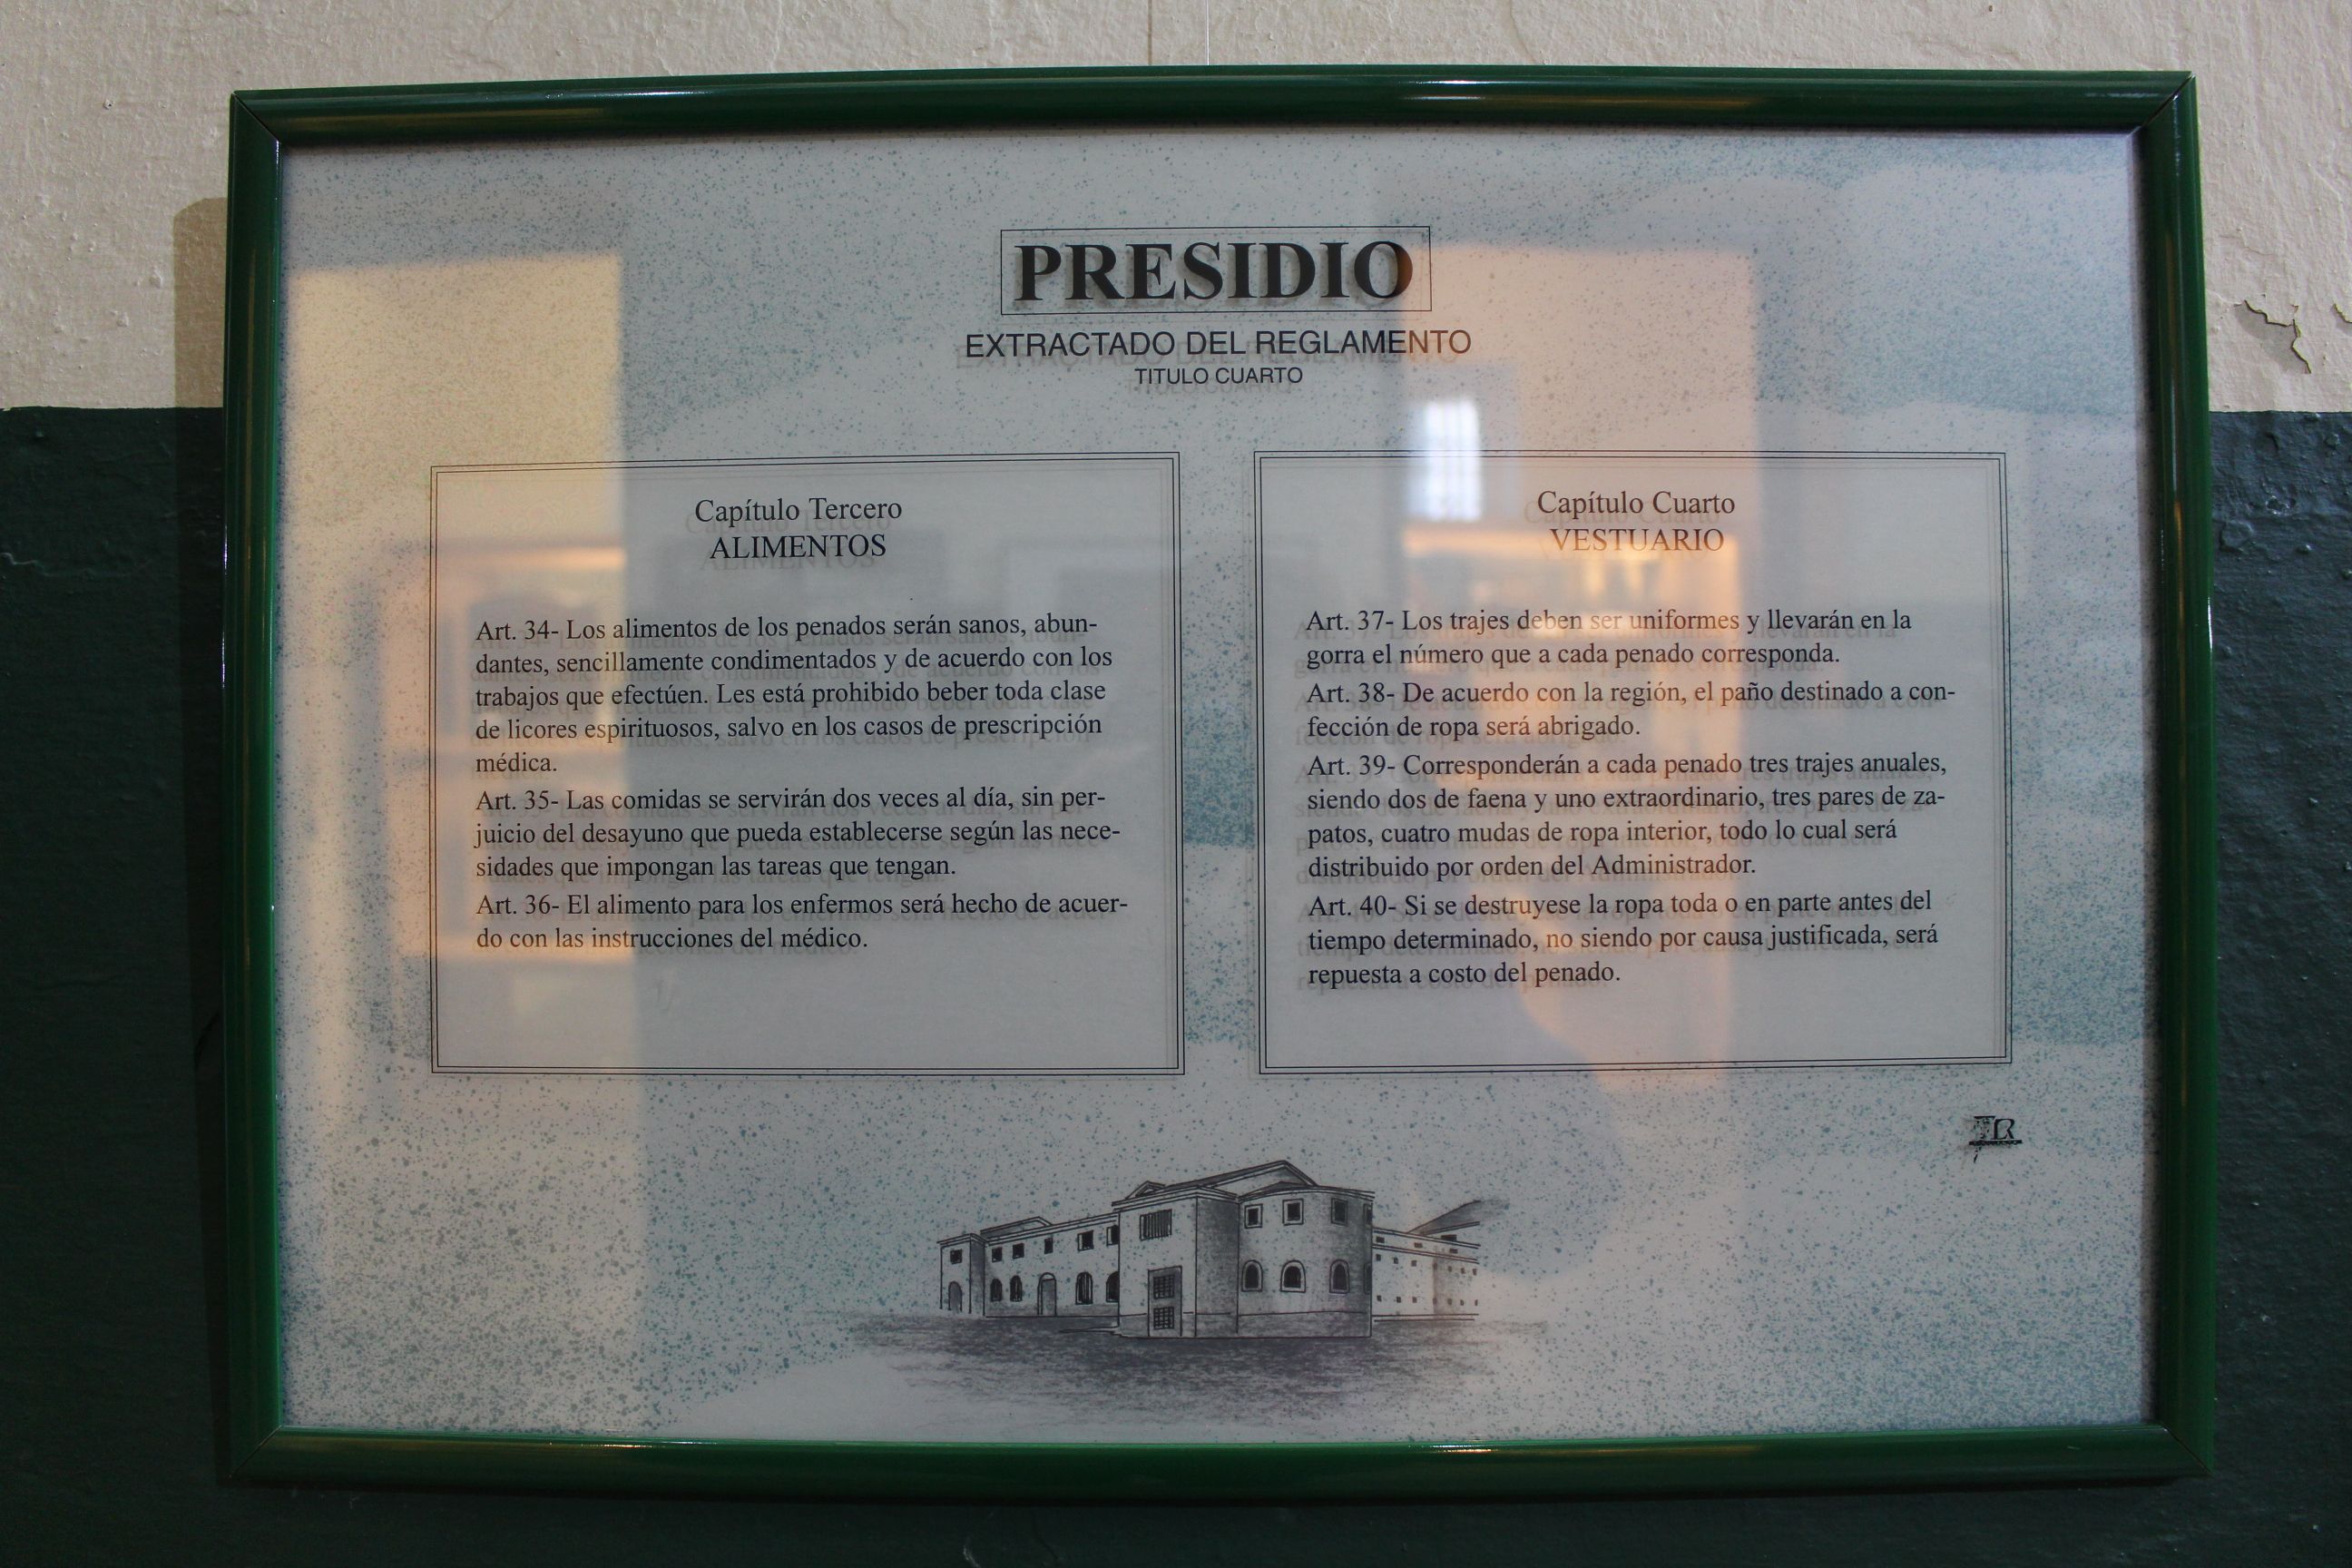 PRESIDIO
EXTRACTADO DEL REGLAMENTO
TITULO CUARTO
Capítulo Tercero
ALIMENTOS
Art. 34- Los alimentos de los penados serán sanos, abun-
dantes, sencillamente condimentados y de acuerdo con los
trabajos que efectúen. Les está prohibido beber toda clase
de licores espirituosos, salvo en los casos de prescripción
médica.
Art. 35- Las comidas se servirán dos veces al día, sin per-
juicio del desayuno que pueda establecerse según las nece-
sidades que impongan las tareas que tengan.
Art. 36- El alimento para los enfermos será hecho de acuer-
do con las instrucciones del médico.
Capítulo Cuarto
VESTUARIO
Art. 37- Los trajes deben ser uniformes y llevarán en la
gorra el número que a cada penado corresponda.
Art. 38- De acuerdo con la región, el paño destinado a con-
fección de ropa será abrigado.
Art. 39- Corresponderán a cada penado tres trajes anuales,
siendo dos de faena y uno extraordinario, tres pares de za-
patos, cuatro mudas de ropa interior, todo lo cual será
distribuido por orden del Administrador.
Art. 40- Si se destruyese la ropa toda o en parte antes del
tiempo determinado, no siendo por causa justificada, será
repuesta a costo del penado.